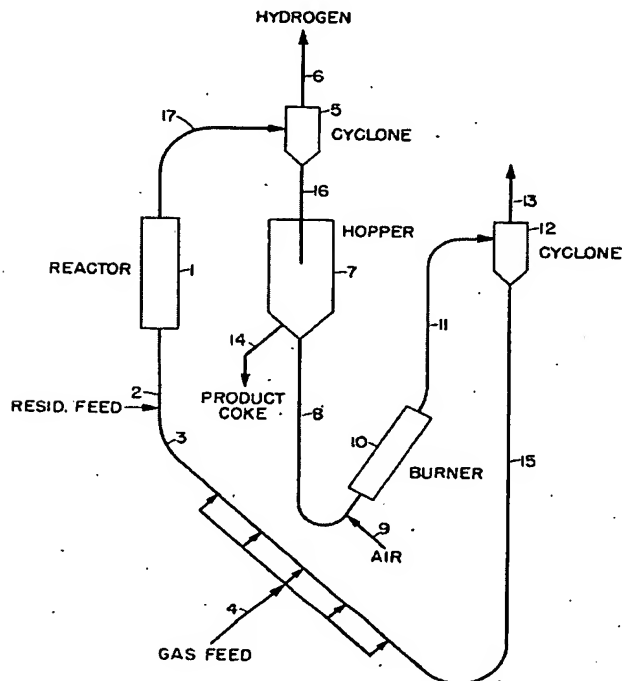 HYDROGEN
6
17
5
CYCLONE
16
13
12
CYCLONE
HOPPER
REACTOR
1
7
11
14
PRODUCT
COKE
2
RESID. FEED
3
8
10
BURNER
15
9
AIR
4
GAS FEED